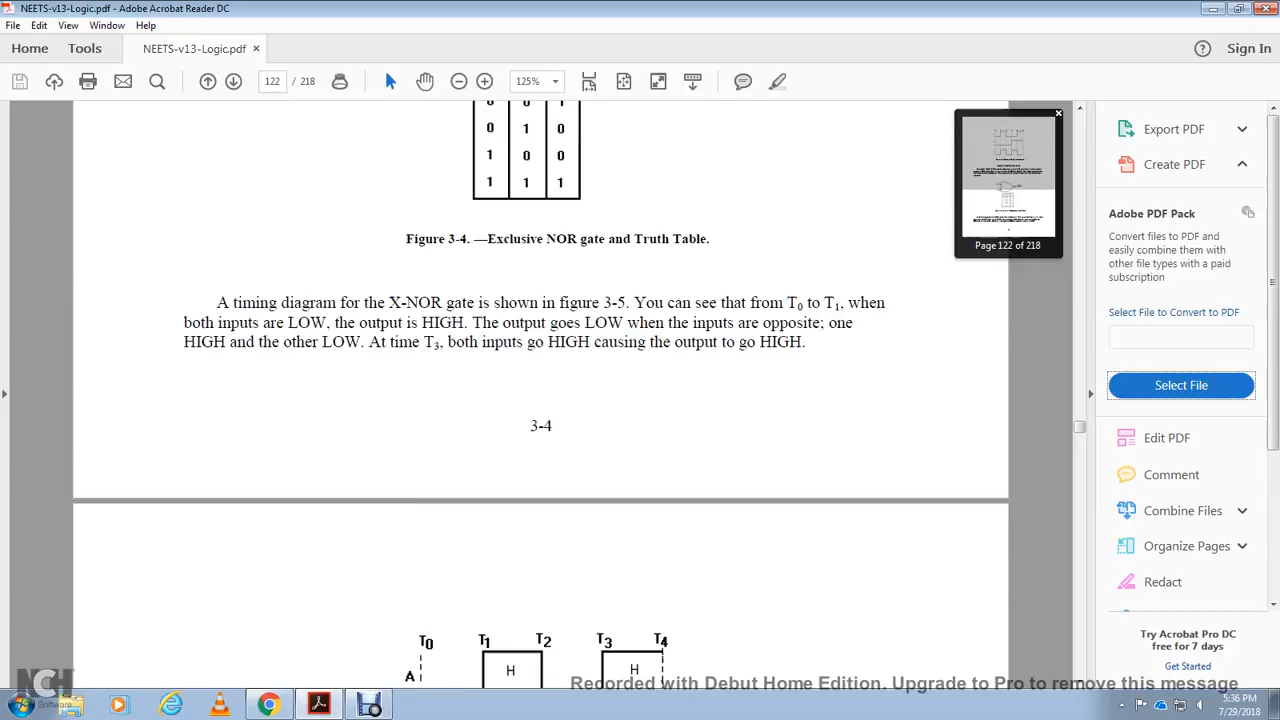 NEETS-v13-Logic.pdf - Adobe Acrobat Reader DC
File Edit View Window Help
Home Tools NEETS-v13-Logic.pdf × Sign In
122 / 218 125%
0 1 0
1 0 0
1 1 1
Figure 3-4. —Exclusive NOR gate and Truth Table.
A timing diagram for the X-NOR gate is shown in figure 3-5. You can see that from T0 to T1, when
both inputs are LOW, the output is HIGH. The output goes LOW when the inputs are opposite; one
HIGH and the other LOW. At time T3, both inputs go HIGH causing the output to go HIGH.
3-4
T0 T1 T2 T3 T4
H H
A
Page 122 of 218
Export PDF
Create PDF
Adobe PDF Pack
Convert files to PDF and
easily combine them with
other file types with a paid
subscription
Select File to Convert to PDF
Select File
Edit PDF
Comment
Combine Files
Organize Pages
Redact
Try Acrobat Pro DC
free for 7 days
Get Started
Recorded with Debut Home Edition. Upgrade to Pro to remove this message
NCH
Software
5:36 PM
7/29/2018